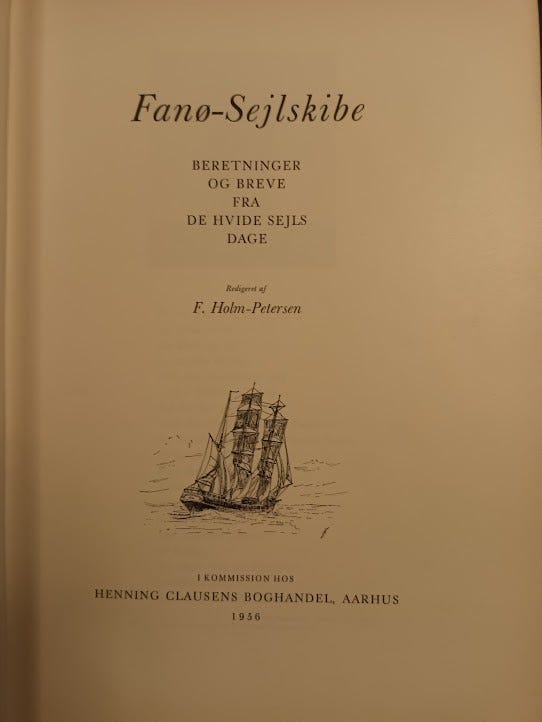 Fanø-Sejlskibe
BERETNINGER
OG BREVE
FRA
DE HVIDE SEJLS
DAGE
Redigeret af
F. Holm-Petersen
I KOMMISSION HOS
HENNING CLAUSENS BOGHANDEL, AARHUS
1956